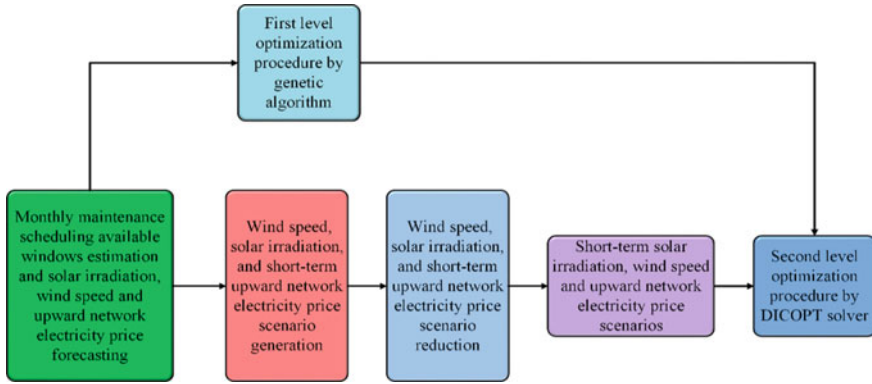 First level
optimization
procedure by
genetic
algorithm
Monthly maintenance
scheduling available
windows estimation
and solar irradiation,
wind speed and
upward network
electricity price
forecasting
Wind speed,
solar irradiation,
and short-term
upward network
electricity price
scenario
generation
Wind speed,
solar irradiation,
and short-term
upward network
electricity price
scenario
reduction
Short-term solar
irradiation, wind speed
and upward network
electricity price
scenarios
Second level
optimization
procedure by
DICOPT solver